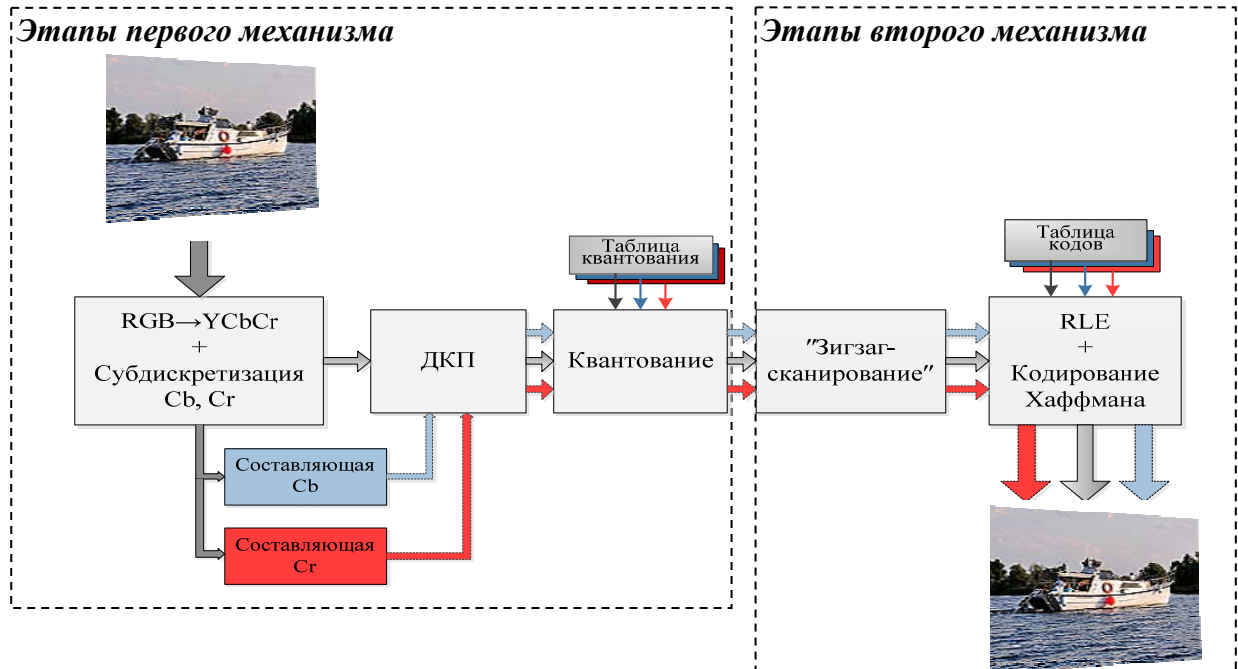 Этапы первого механизма
Этапы второго механизма
Таблица
квантования
Таблица
кодов
RGB→YCbCr
+
Субдискретизация
Cb, Cr
ДКП
Квантование
"Зигзаг-
сканирование"
RLE
+
Кодирование
Хаффмана
Составляющая
Cb
Составляющая
Cr